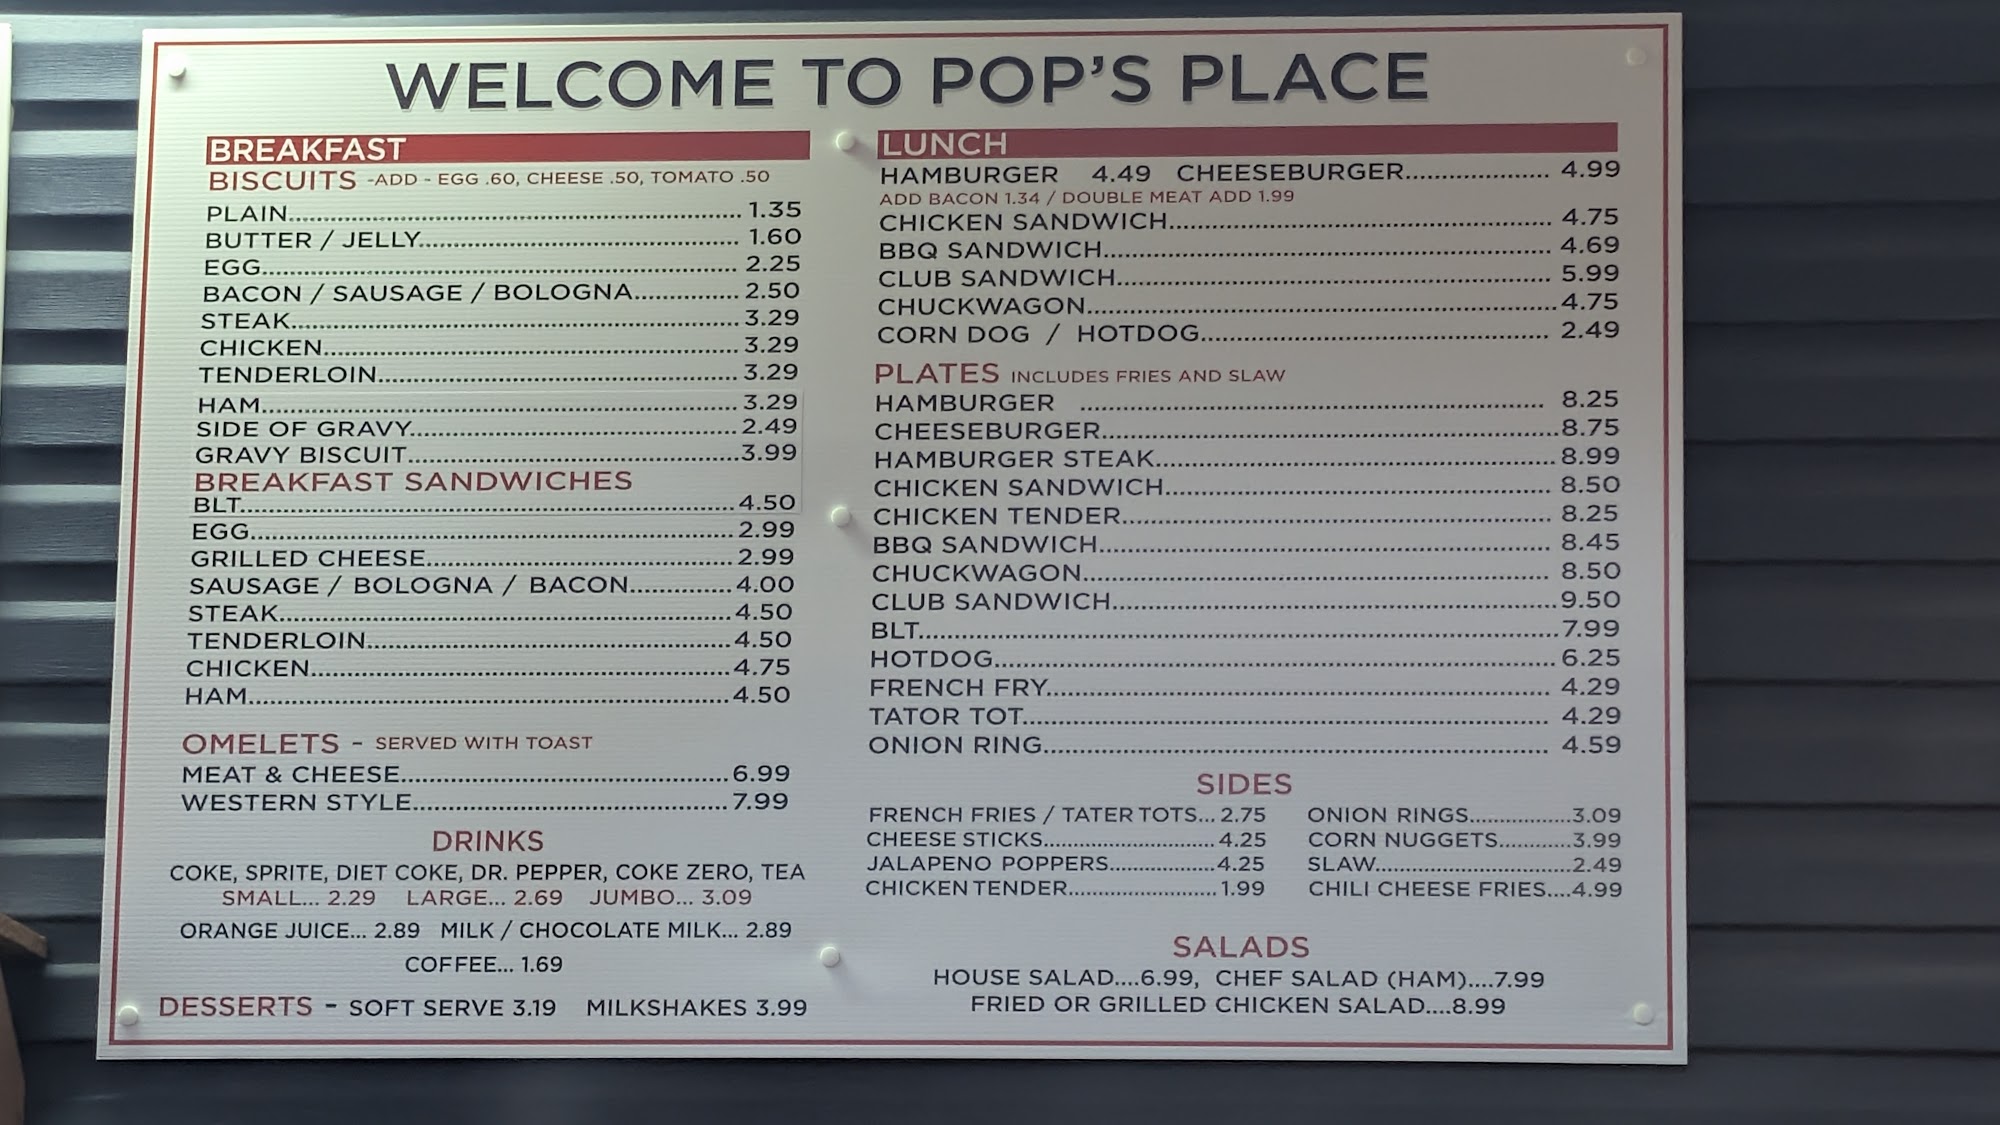 WELCOME TO POP'S PLACE
BREAKFAST
BISCUITS -ADD - EGG .60, CHEESE .50, TOMATO .50
PLAIN........ 1.35
BUTTER / JELLY........ 1.60
EGG........ 2.25
BACON / SAUSAGE / BOLOGNA........ 2.50
STEAK........ 3.29
CHICKEN........ 3.29
TENDERLOIN........ 3.29
HAM........ 3.29
SIDE OF GRAVY........ 2.49
GRAVY BISCUIT........ 3.99
BREAKFAST SANDWICHES
BLT........ 4.50
EGG........ 2.99
GRILLED CHEESE........ 2.99
SAUSAGE / BOLOGNA / BACON........ 4.00
STEAK........ 4.50
TENDERLOIN........ 4.50
CHICKEN........ 4.75
HAM........ 4.50
OMELETS - SERVED WITH TOAST
MEAT & CHEESE........ 6.99
WESTERN STYLE........ 7.99
DRINKS
COKE, SPRITE, DIET COKE, DR. PEPPER, COKE ZERO, TEA
SMALL... 2.29 LARGE... 2.69 JUMBO... 3.09
ORANGE JUICE... 2.89 MILK / CHOCOLATE MILK... 2.89
COFFEE... 1.69
DESSERTS - SOFT SERVE 3.19 MILKSHAKES 3.99
LUNCH
HAMBURGER 4.49 CHEESEBURGER........ 4.99
ADD BACON 1.34 / DOUBLE MEAT ADD 1.99
CHICKEN SANDWICH........ 4.75
BBQ SANDWICH........ 4.69
CLUB SANDWICH........ 5.99
CHUCKWAGON........ 4.75
CORN DOG / HOTDOG........ 2.49
PLATES INCLUDES FRIES AND SLAW
HAMBURGER ........ 8.25
CHEESEBURGER........ 8.75
HAMBURGER STEAK........ 8.99
CHICKEN SANDWICH........ 8.50
CHICKEN TENDER........ 8.25
BBQ SANDWICH........ 8.45
CHUCKWAGON........ 8.50
CLUB SANDWICH........ 9.50
BLT........ 7.99
HOTDOG........ 6.25
FRENCH FRY........ 4.29
TATOR TOT........ 4.29
ONION RING........ 4.59
SIDES
FRENCH FRIES / TATER TOTS... 2.75 ONION RINGS........ 3.09
CHEESE STICKS........ 4.25 CORN NUGGETS........ 3.99
JALAPENO POPPERS........ 4.25 SLAW........ 2.49
CHICKEN TENDER........ 1.99 CHILI CHEESE FRIES....4.99
SALADS
HOUSE SALAD....6.99, CHEF SALAD (HAM)....7.99
FRIED OR GRILLED CHICKEN SALAD....8.99